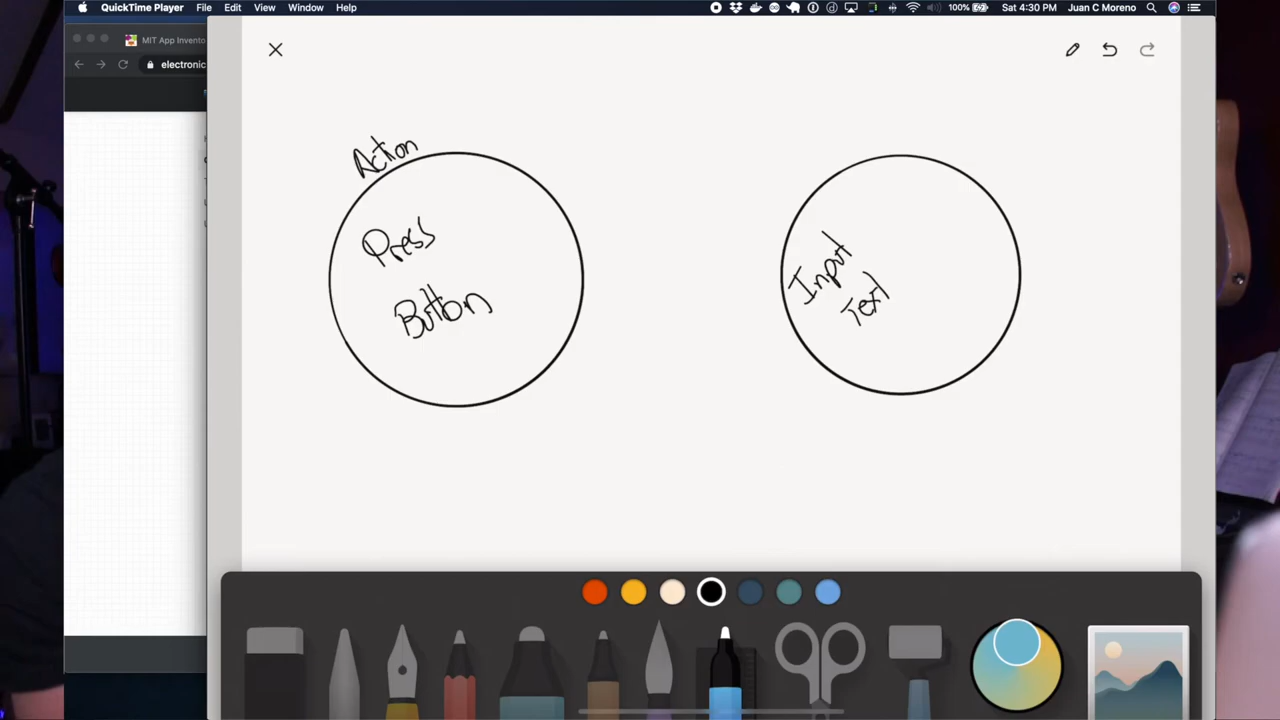 QuickTime Player File Edit View Window Help
100% Sat 4:30 PM Juan C Moreno
MIT App Invento
electronic
Action
Press
Button
Input
Text